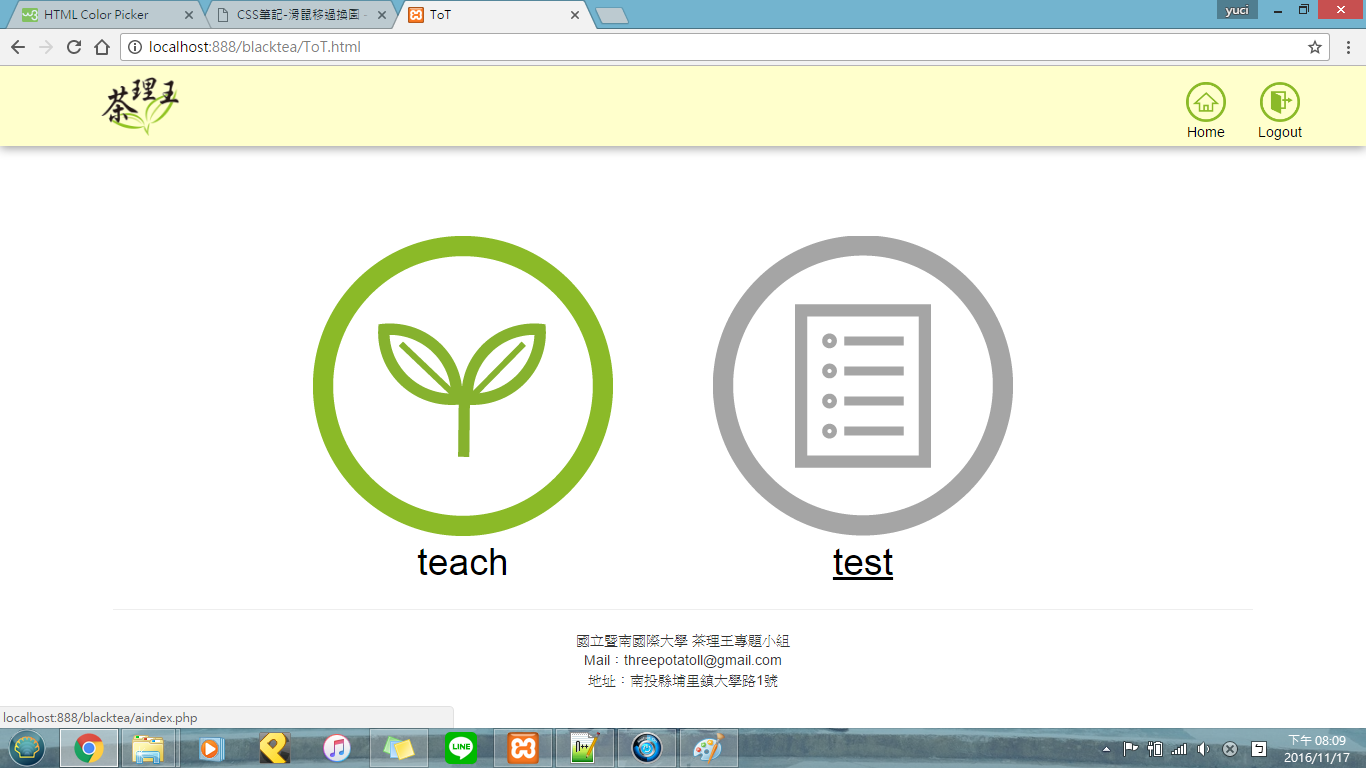 HTML Color Picker
CSS筆記-滑鼠移過換圖 -
ToT
yuci
localhost:888/blacktea/ToT.html
茶理王
Home
Logout
teach
test
國立暨南國際大學 茶理王專題小組
Mail：threepotatoll@gmail.com
地址：南投縣埔里鎮大學路1號
localhost:888/blacktea/aindex.php
LINE
下午 08:09
2016/11/17